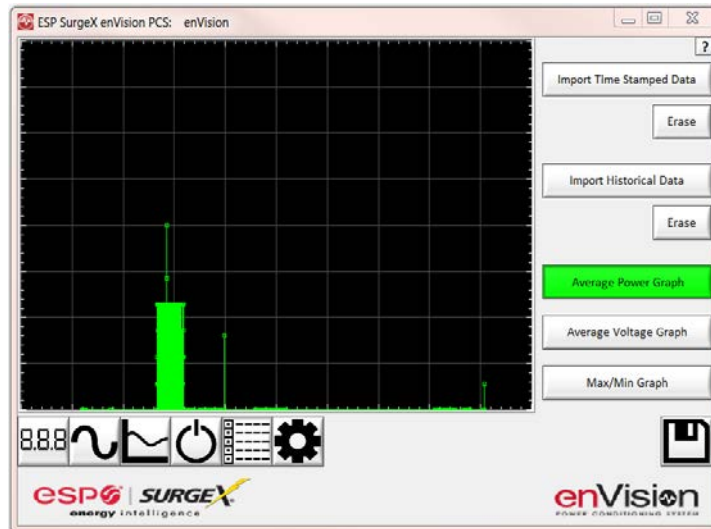 ESP SurgeX enVision PCS: enVision
?
Import Time Stamped Data
Erase
Import Historical Data
Erase
Average Power Graph
Average Voltage Graph
Max/Min Graph
8.8.8
esp SURGEX
energy intelligence
enVision
POWER CONDITIONING SYSTEM